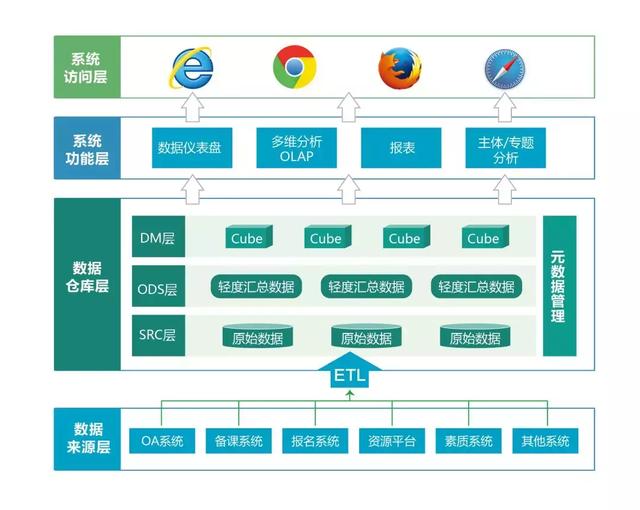 系统
访问层
系统
功能层
数据仪表盘
多维分析
OLAP
报表
主体/专题
分析
数据
仓库层
DM层
Cube
Cube
Cube
Cube
ODS层
轻度汇总数据
轻度汇总数据
轻度汇总数据
SRC层
原始数据
原始数据
原始数据
元数据管理
ETL
数据
来源层
OA系统
备课系统
报名系统
资源平台
素质系统
其他系统